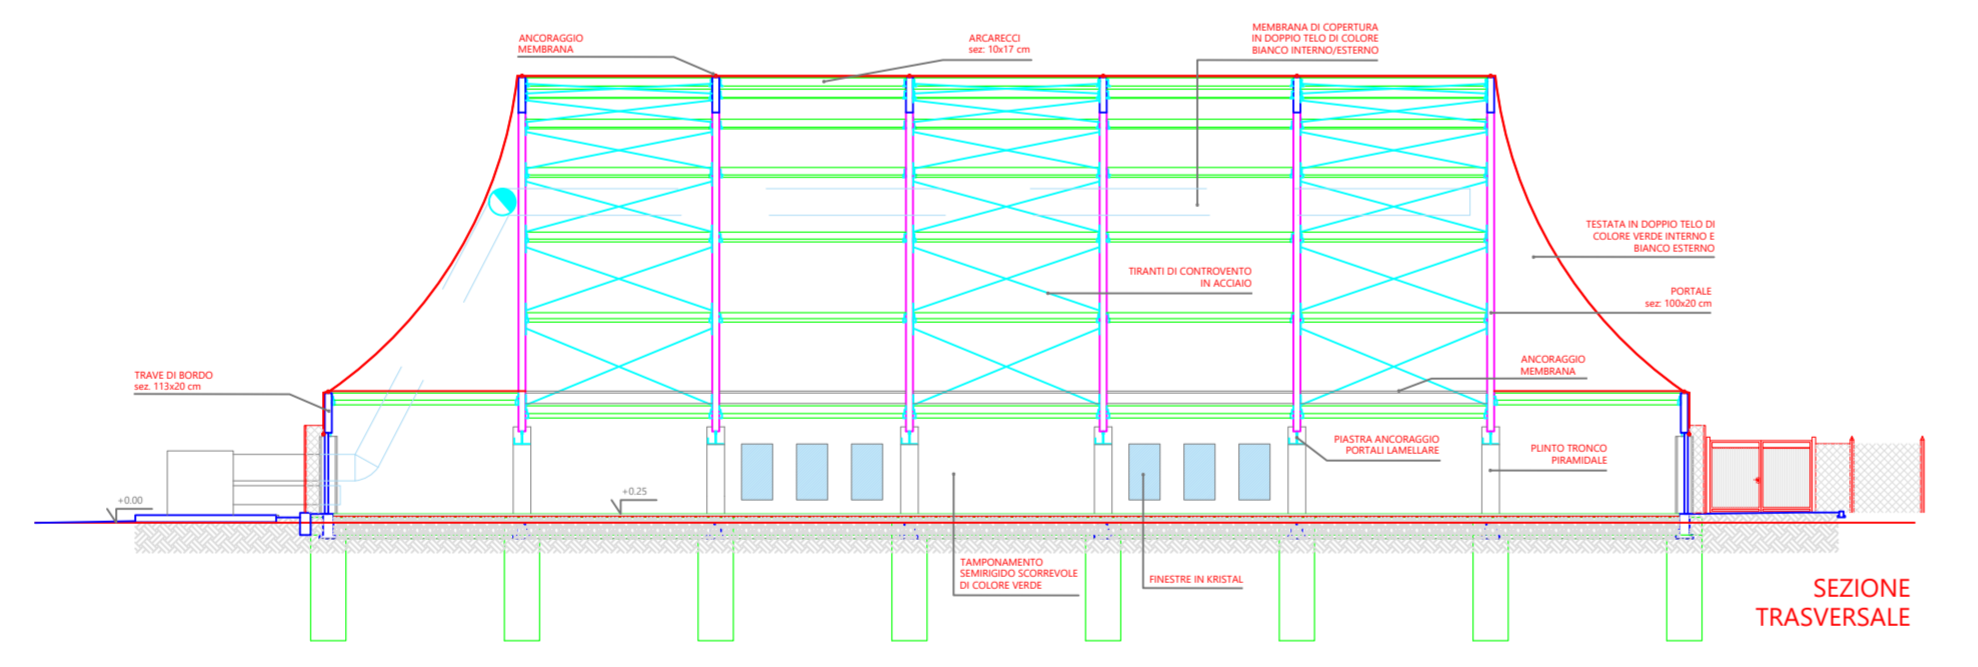 ANCORAGGIO
MEMBRANA
ARCARECCI
sez: 10x17 cm
MEMBRANA DI COPERTURA
IN DOPPIO TELO DI COLORE
BIANCO INTERNO/ESTERNO
TESTATA IN DOPPIO TELO DI
COLORE VERDE INTERNO E
BIANCO ESTERNO
TIRANTI DI CONTROVENTO
IN ACCIAIO
PORTALE
sez: 100x20 cm
TRAVE DI BORDO
sez. 113x20 cm
ANCORAGGIO
MEMBRANA
PIASTRA ANCORAGGIO
PORTALI LAMELLARE
PLINTO TRONCO
PIRAMIDALE
+0.00
+0.25
TAMPONAMENTO
SEMIRIGIDO SCORREVOLE
DI COLORE VERDE
FINESTRE IN KRISTAL
SEZIONE
TRASVERSALE